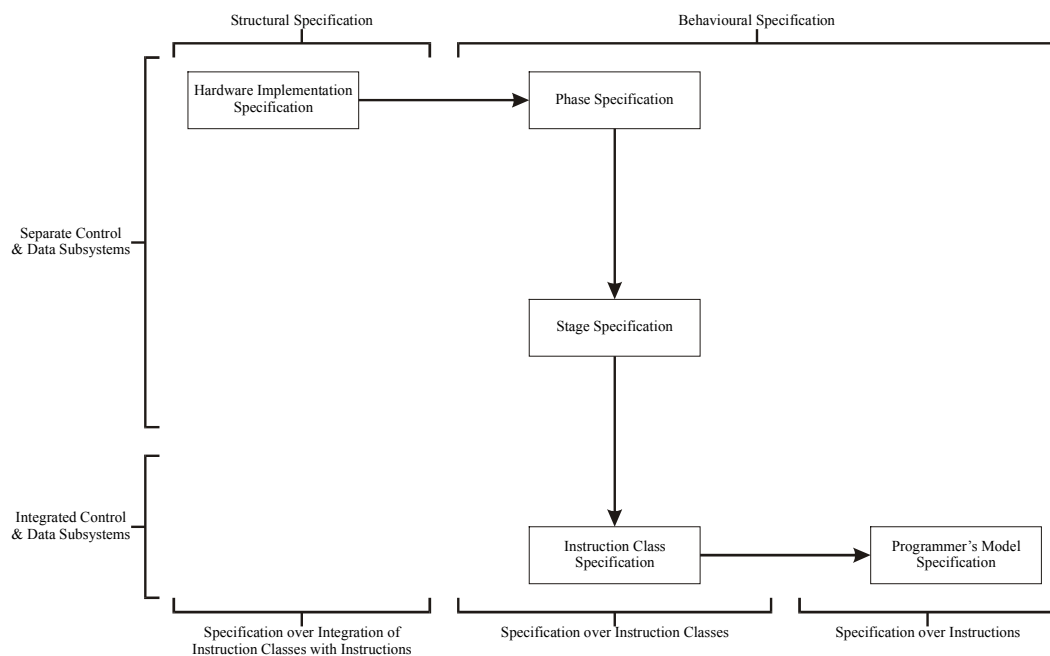 Structural Specification
Behavioural Specification
Hardware Implementation
Specification
Phase Specification
Separate Control
& Data Subsystems
Stage Specification
Integrated Control
& Data Subsystems
Instruction Class
Specification
Programmer's Model
Specification
Specification over Integration of
Instruction Classes with Instructions
Specification over Instruction Classes
Specification over Instructions